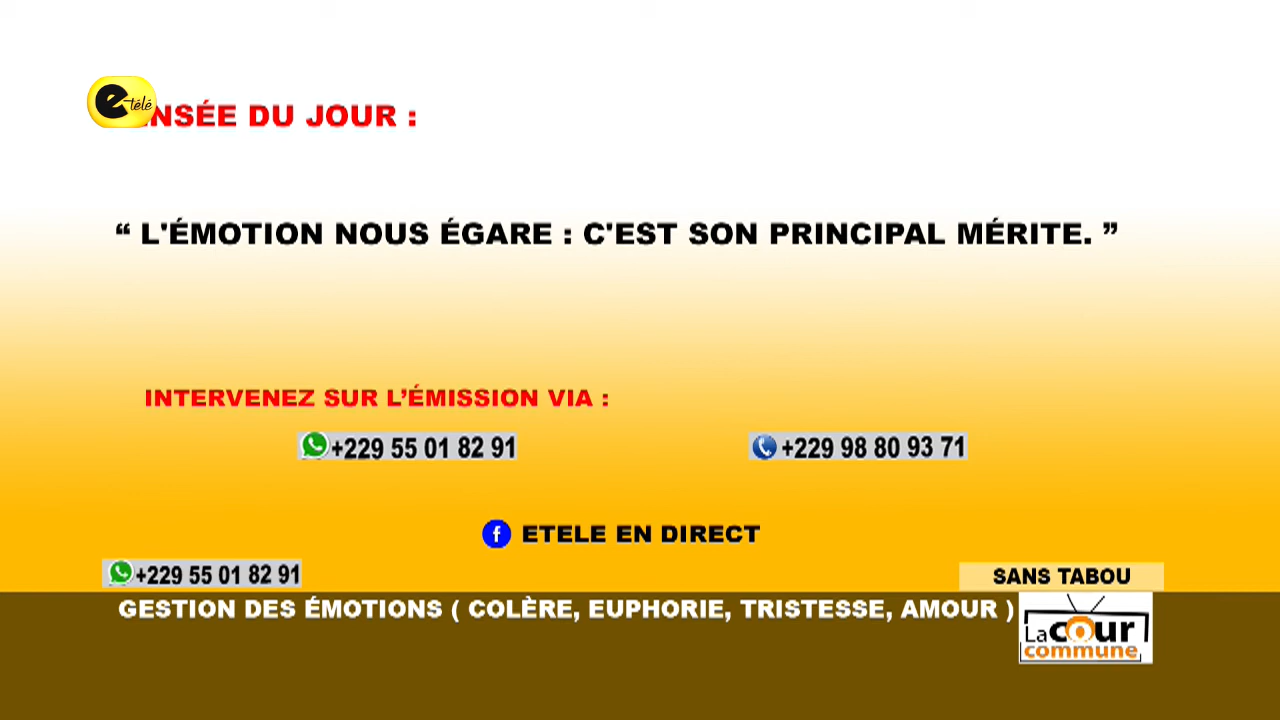 e-télé
ENSÉE DU JOUR :
“ L'ÉMOTION NOUS ÉGARE : C'EST SON PRINCIPAL MÉRITE. ”
INTERVENEZ SUR L’ÉMISSION VIA :
+229 55 01 82 91
+229 98 80 93 71
f ETELE EN DIRECT
+229 55 01 82 91
SANS TABOU
GESTION DES ÉMOTIONS ( COLÈRE, EUPHORIE, TRISTESSE, AMOUR )
La cour
commune